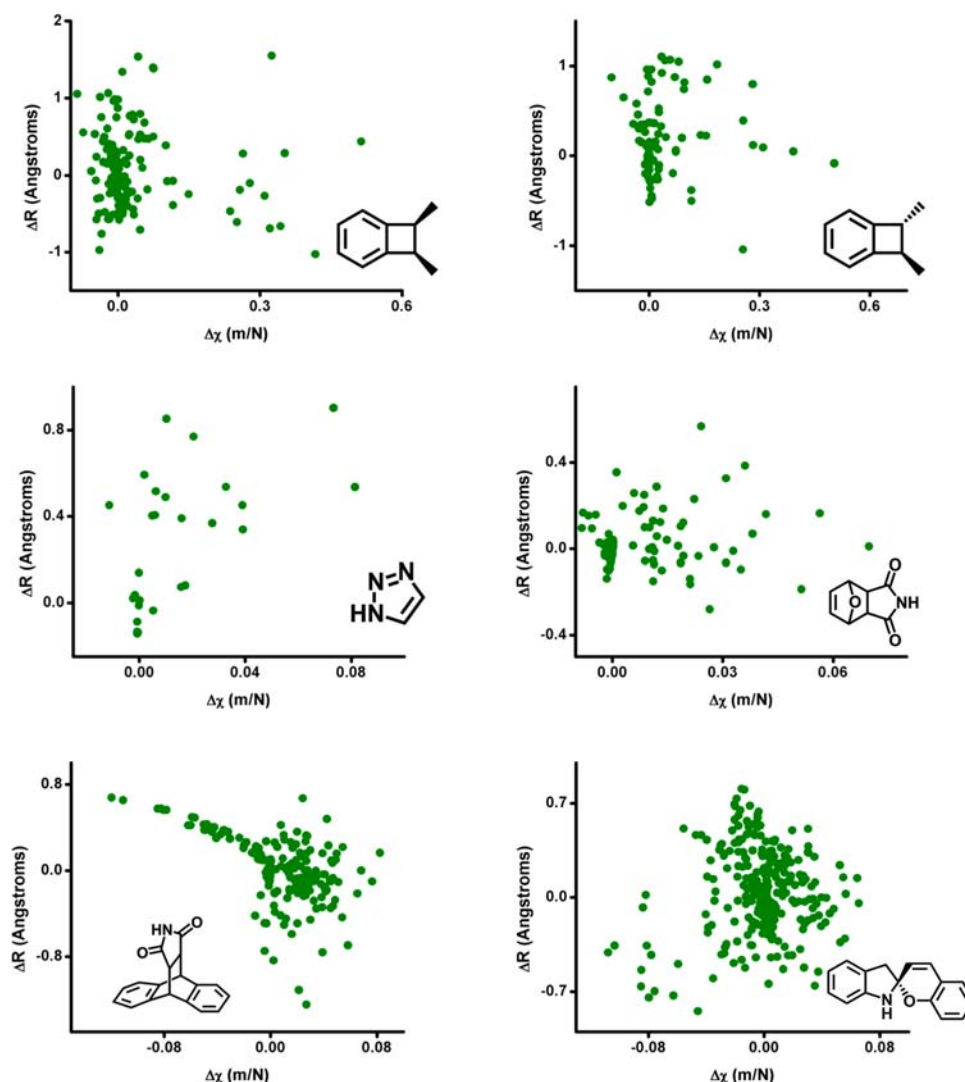 2
1
0
-1
ΔR (Angstroms)
0.0
0.3
0.6
Δχ (m/N)
1
0
-1
ΔR (Angstroms)
0.0
0.3
0.6
Δχ (m/N)
0.8
0.4
0.0
ΔR (Angstroms)
N
N
HN
0.00
0.04
0.08
Δχ (m/N)
0.4
0.0
-0.4
ΔR (Angstroms)
O
O
NH
O
0.00
0.03
0.06
Δχ (m/N)
0.8
0.0
-0.8
ΔR (Angstroms)
HN
O
O
-0.08
0.00
0.08
Δχ (m/N)
0.7
0.0
-0.7
ΔR (Angstroms)
N
H
O
-0.08
0.00
0.08
Δχ (m/N)